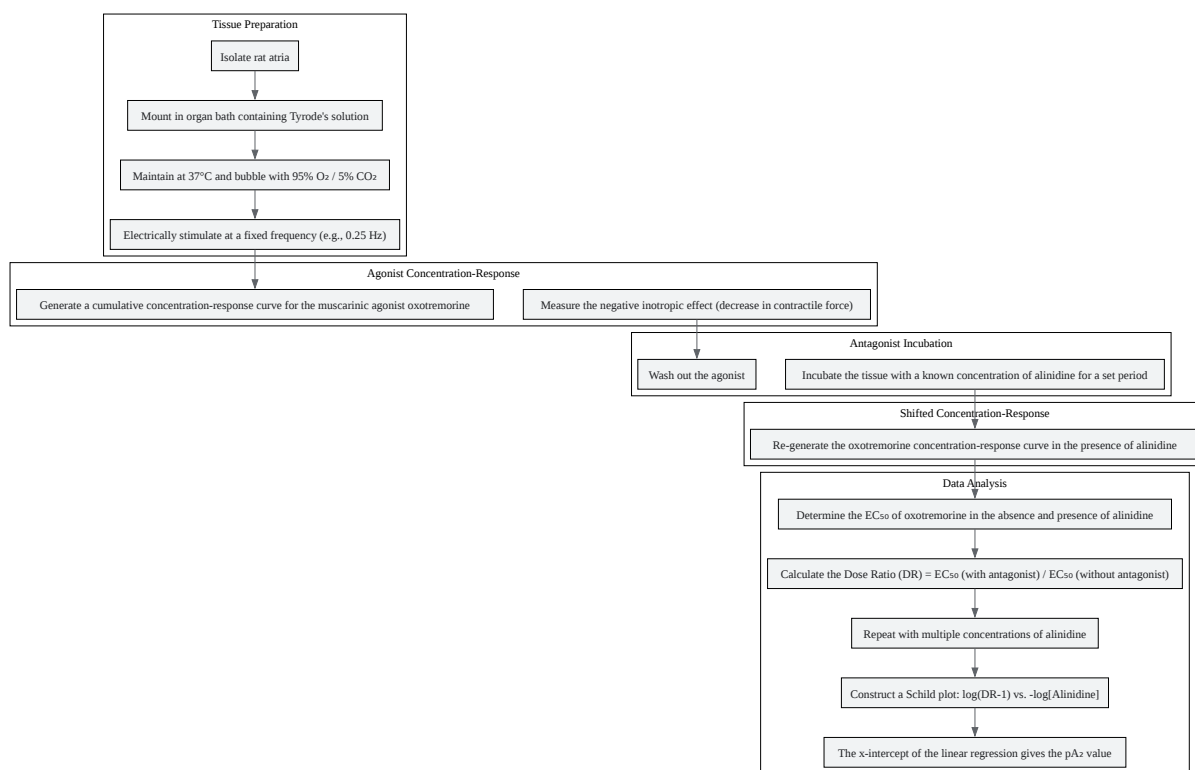 Tissue Preparation
Isolate rat atria
Mount in organ bath containing Tyrode's solution
Maintain at 37°C and bubble with 95% O₂ / 5% CO₂
Electrically stimulate at a fixed frequency (e.g., 0.25 Hz)
Agonist Concentration-Response
Generate a cumulative concentration-response curve for the muscarinic agonist oxotremorine
Measure the negative inotropic effect (decrease in contractile force)
Antagonist Incubation
Wash out the agonist
Incubate the tissue with a known concentration of alinidine for a set period
Shifted Concentration-Response
Re-generate the oxotremorine concentration-response curve in the presence of alinidine
Data Analysis
Determine the EC₅₀ of oxotremorine in the absence and presence of alinidine
Calculate the Dose Ratio (DR) = EC₅₀ (with antagonist) / EC₅₀ (without antagonist)
Repeat with multiple concentrations of alinidine
Construct a Schild plot: log(DR-1) vs. -log[Alinidine]
The x-intercept of the linear regression gives the pA₂ value